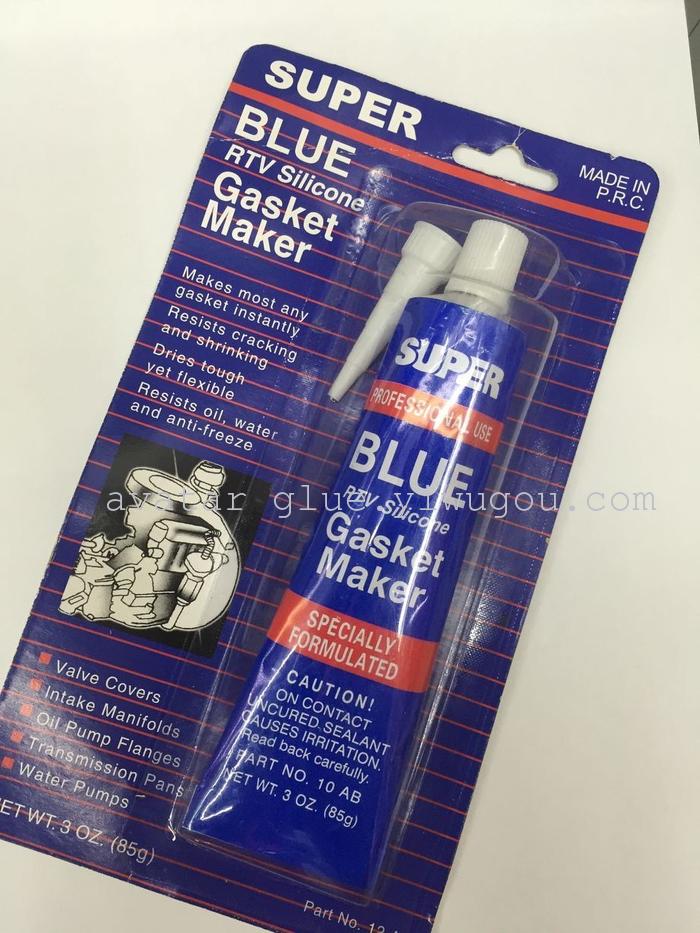 SUPER
BLUE
RTV Silicone
Gasket
Maker
MADE IN
P.R.C.
Makes most any
gasket instantly
Resists cracking
and shrinking
Dries tough
yet flexible
Resists oil, water
and anti-freeze
Valve Covers
Intake Manifolds
Oil Pump Flanges
Transmission Pans
Water Pumps
ET WT. 3 OZ. (85g)
Part No. 12 A
SUPER
PROFESSIONAL USE
BLUE
RTV Silicone
Gasket
Maker
SPECIALLY
FORMULATED
CAUTION!
ON CONTACT
UNCURED SEALANT
CAUSES IRRITATION.
Read back carefully.
PART NO. 10 AB
NET WT. 3 OZ. (85g)
avatar glue.yiwugou.com